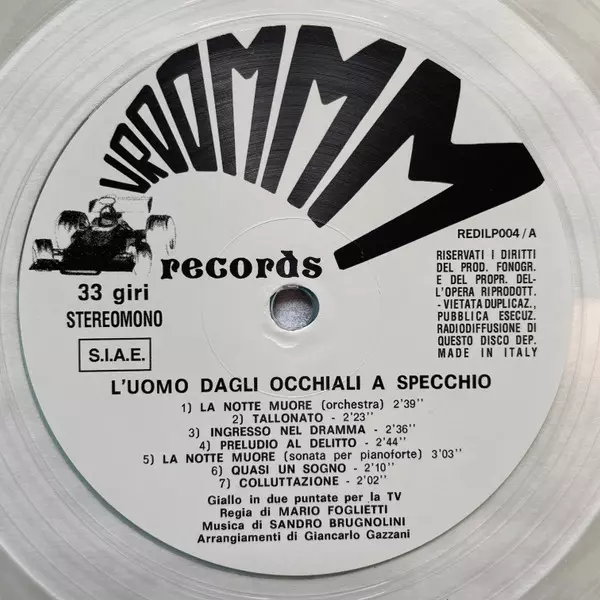 VROOMMMM
records
33 giri
STEREOMONO
S.I.A.E.
REDILP004/A
RISERVATI I DIRITTI
DEL PROD. FONOGR.
E DEL PROPR. DEL-
L'OPERA RIPRODOTT.
-VIETATA DUPLICAZ.,
PUBBLICA ESECUZ.
RADIODIFFUSIONE DI
QUESTO DISCO DEP.
MADE IN ITALY
L'UOMO DAGLI OCCHIALI A SPECCHIO
1) LA NOTTE MUORE (orchestra) 2'39''
2) TALLONATO - 2'23''
3) INGRESSO NEL DRAMMA - 2'36''
4) PRELUDIO AL DELITTO - 2'44''
5) LA NOTTE MUORE (sonata per pianoforte) 3'03''
6) QUASI UN SOGNO - 2'10''
7) COLLUTTAZIONE - 2'02''
Giallo in due puntate per la TV
Regia di MARIO FOGLIETTI
Musica di SANDRO BRUGNOLINI
Arrangiamenti di Giancarlo Gazzani